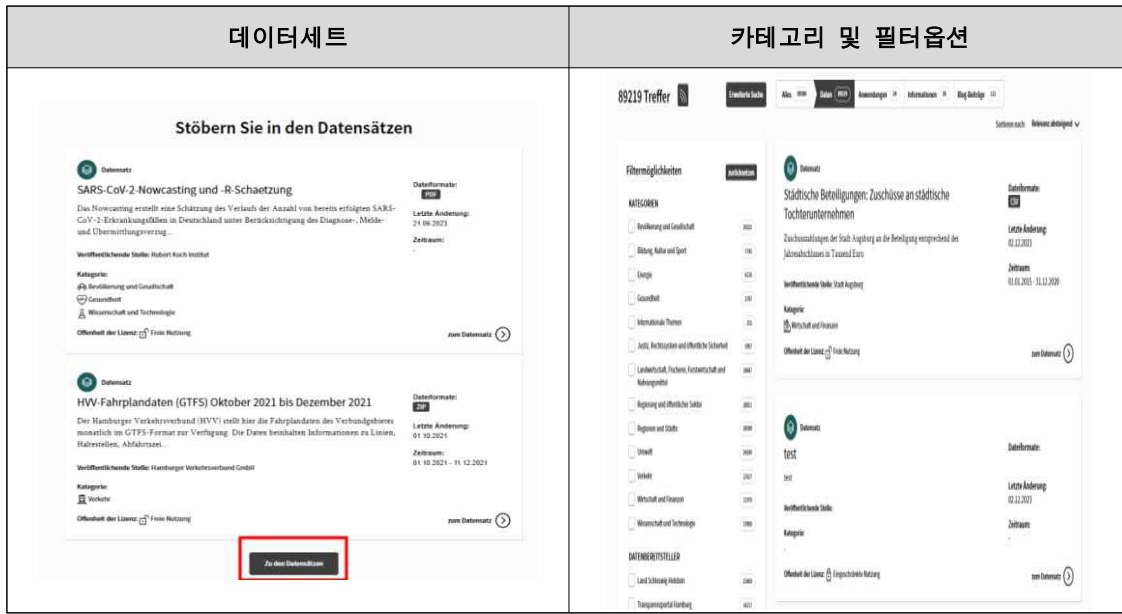 데이터세트
카테고리 및 필터옵션
Stöbern Sie in den Datensätzen
Datensatz
SARS-CoV-2-Nowcasting und -R-Schaetzung
Das Nowcasting erstellt eine Schätzung des Verlaufs der Anzahl von bereits erfolgten SARS-
CoV-2-Erkrankungsfällen in Deutschland unter Berücksichtigung des Diagnose-, Melde-
und Übermittlungsverzug...
Veröffentlichende Stelle: Robert Koch Institut
Kategorie:
Bevölkerung und Gesellschaft
Gesundheit
Wissenschaft und Technologie
Offenheit der Lizenz: Freie Nutzung
Dateiformate:
PDF
Letzte Änderung:
21.06.2023
Zeitraum:
-
zum Datensatz
Datensatz
HVV-Fahrplandaten (GTFS) Oktober 2021 bis Dezember 2021
Der Hamburger Verkehrsverbund (HVV) stellt hier die Fahrplandaten des Verbundgebietes
monatlich im GTFS-Format zur Verfügung. Die Daten beinhalten Informationen zu Linien,
Haltestellen, Abfahrtszei...
Veröffentlichende Stelle: Hamburger Verkehrsverbund GmbH
Kategorie:
Verkehr
Offenheit der Lizenz: Freie Nutzung
Dateiformate:
ZIP
Letzte Änderung:
01.10.2021
Zeitraum:
01.10.2021 - 11.12.2021
zum Datensatz
Zu den Datensätzen
89219 Treffer
Erweiterte Suche
Alles
Daten
Anwendungen
Informationen
Blog-Beiträge
Sortieren nach: Relevanz absteigend
Filtermöglichkeiten
zurücksetzen
KATEGORIEN
Bevölkerung und Gesellschaft
Bildung, Kultur und Sport
Energie
Gesundheit
Internationale Themen
Justiz, Rechtssystem und öffentliche Sicherheit
Landwirtschaft, Fischerei, Forstwirtschaft und
Nahrungsmittel
Regierung und öffentlicher Sektor
Regionen und Städte
Umwelt
Verkehr
Wirtschaft und Finanzen
Wissenschaft und Technologie
DATENBEREITSTELLER
Land Schleswig-Holstein
Transparenzportal Hamburg
Datensatz
Städtische Beteiligungen: Zuschüsse an städtische
Tochterunternehmen
Zuschusszahlungen der Stadt Augsburg an die Beteiligung entsprechend des
Jahresabschlusses in Tausend Euro
Veröffentlichende Stelle: Stadt Augsburg
Kategorie:
Wirtschaft und Finanzen
Offenheit der Lizenz: Freie Nutzung
Dateiformate:
CSV
Letzte Änderung:
02.12.2023
Zeitraum:
01.01.2015 - 31.12.2020
zum Datensatz
Datensatz
test
test
Veröffentlichende Stelle:
Kategorie:
-
Offenheit der Lizenz: Eingeschränkte Nutzung
Dateiformate:
Letzte Änderung:
02.12.2023
Zeitraum:
-
zum Datensatz